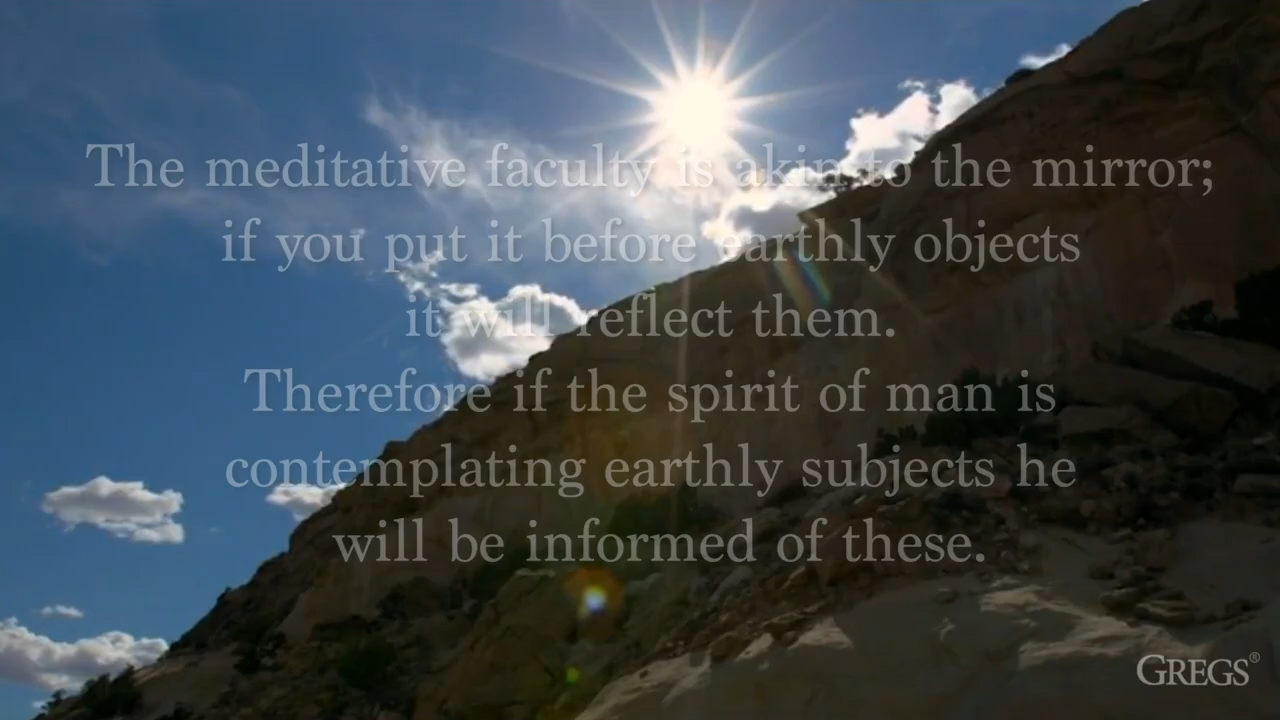 The meditative faculty is akin to the mirror;
if you put it before earthly objects
it will reflect them.
Therefore if the spirit of man is
contemplating earthly subjects he
will be informed of these.
GREGS®